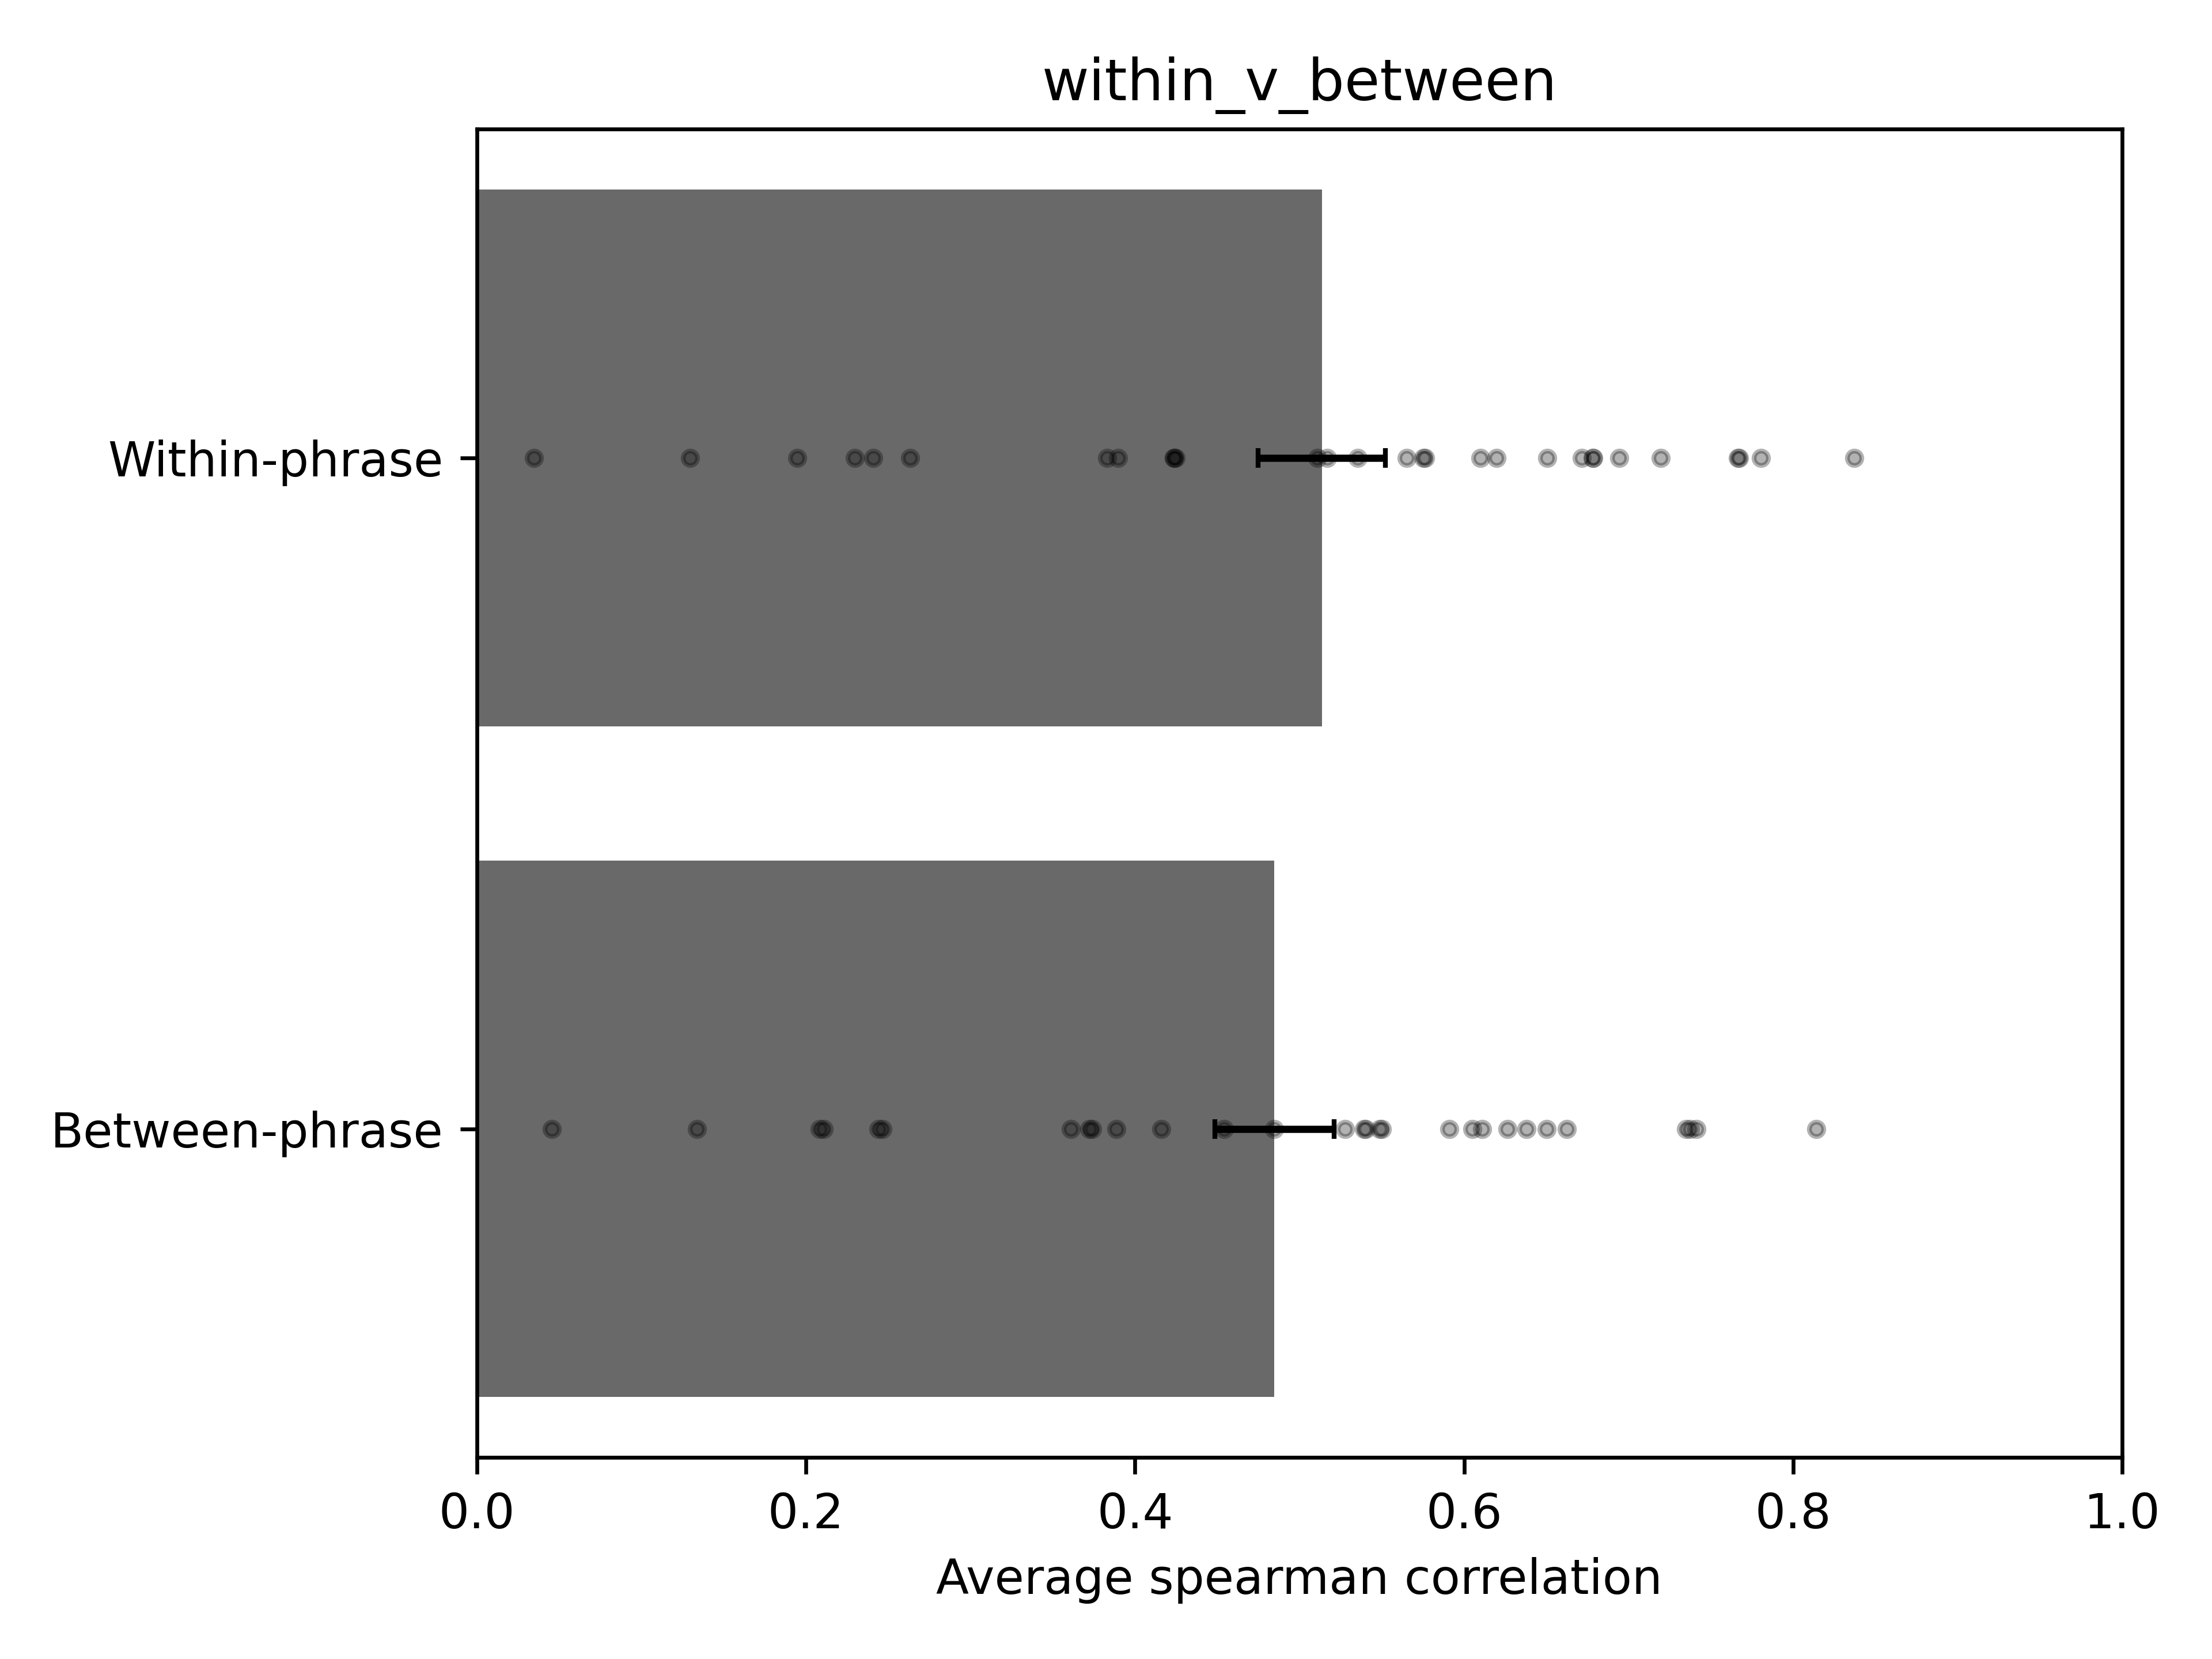 within_v_between
Within-phrase
Between-phrase
0.0 0.2 0.4 0.6 0.8 1.0
Average spearman correlation